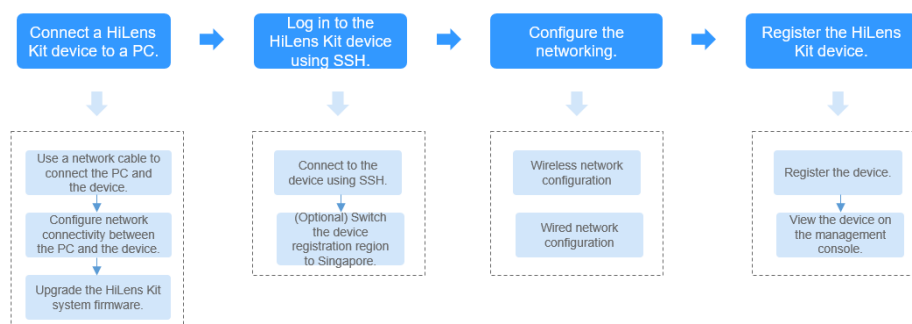 Connect a HiLens
Kit device to a PC.
Log in to the
HiLens Kit device
using SSH.
Configure the
networking.
Register the HiLens
Kit device.
Use a network cable to
connect the PC and
the device.
Configure network
connectivity between
the PC and the device.
Upgrade the HiLens Kit
system firmware.
Connect to the
device using SSH.
(Optional) Switch
the device
registration region
to Singapore.
Wireless network
configuration
Wired network
configuration
Register the device.
View the device on
the management
console.